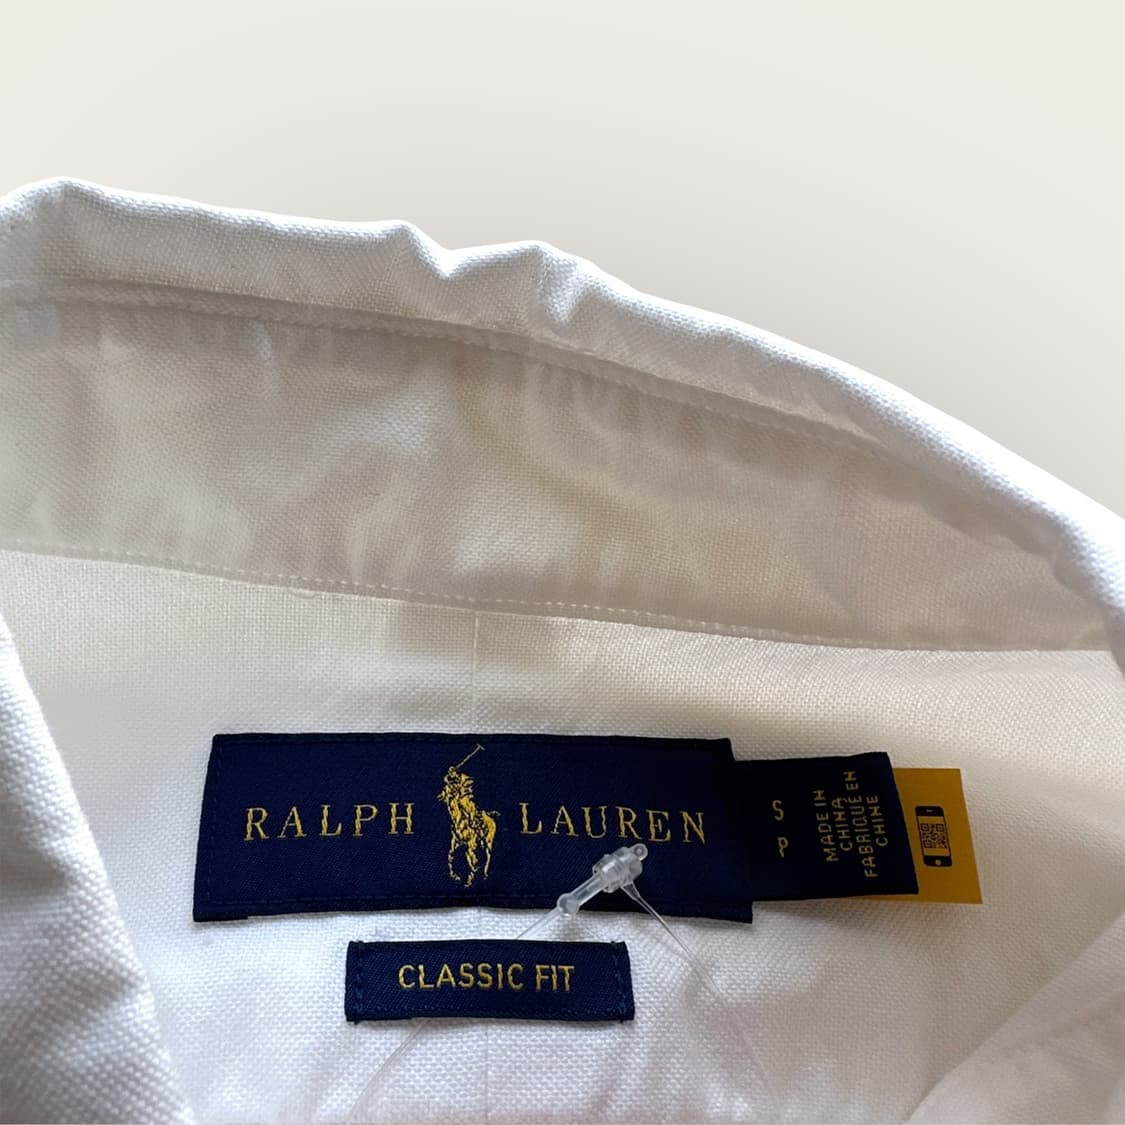 RALPH LAUREN
S
P
MADE IN
CHINA
FABRIQUÉ EN
CHINE
CLASSIC FIT